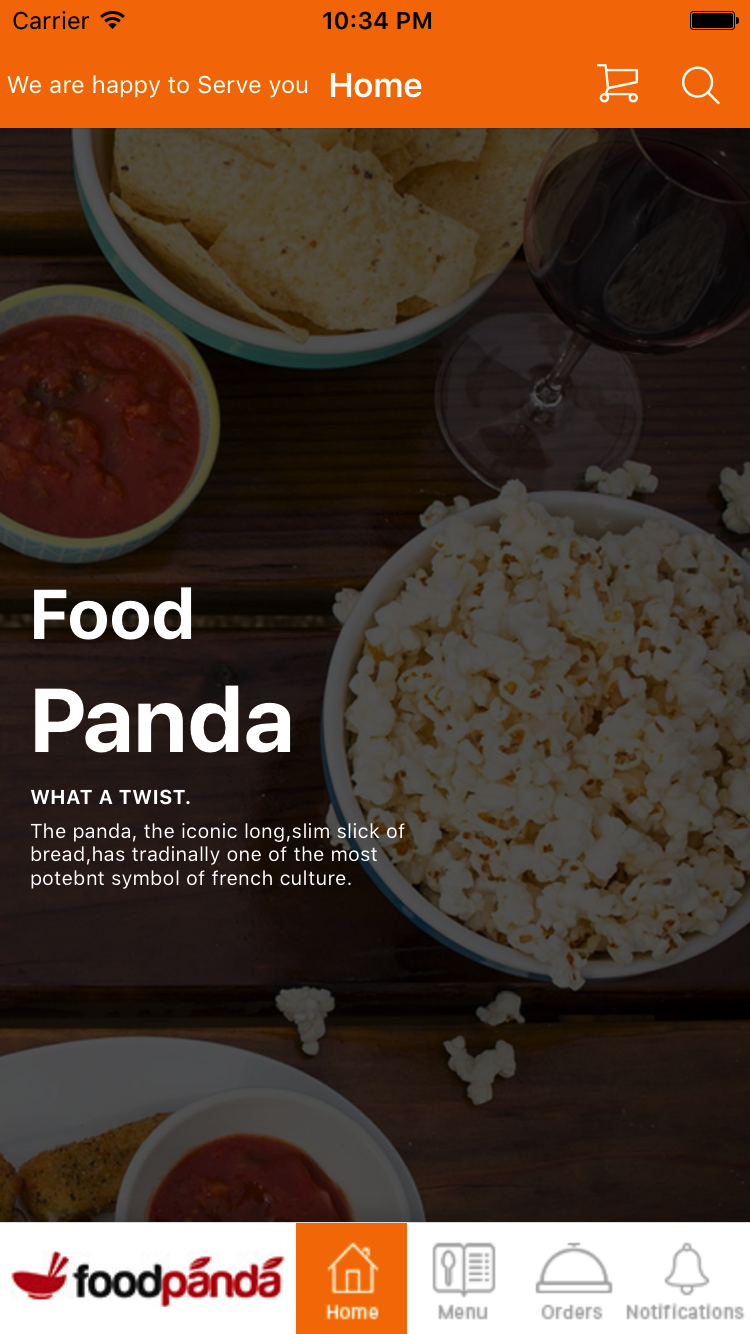 Carrier 10:34 PM
We are happy to Serve you Home
Food
Panda
WHAT A TWIST.
The panda, the iconic long,slim slick of
bread,has tradinally one of the most
potebnt symbol of french culture.
foodpanda
Home Menu Orders Notifications